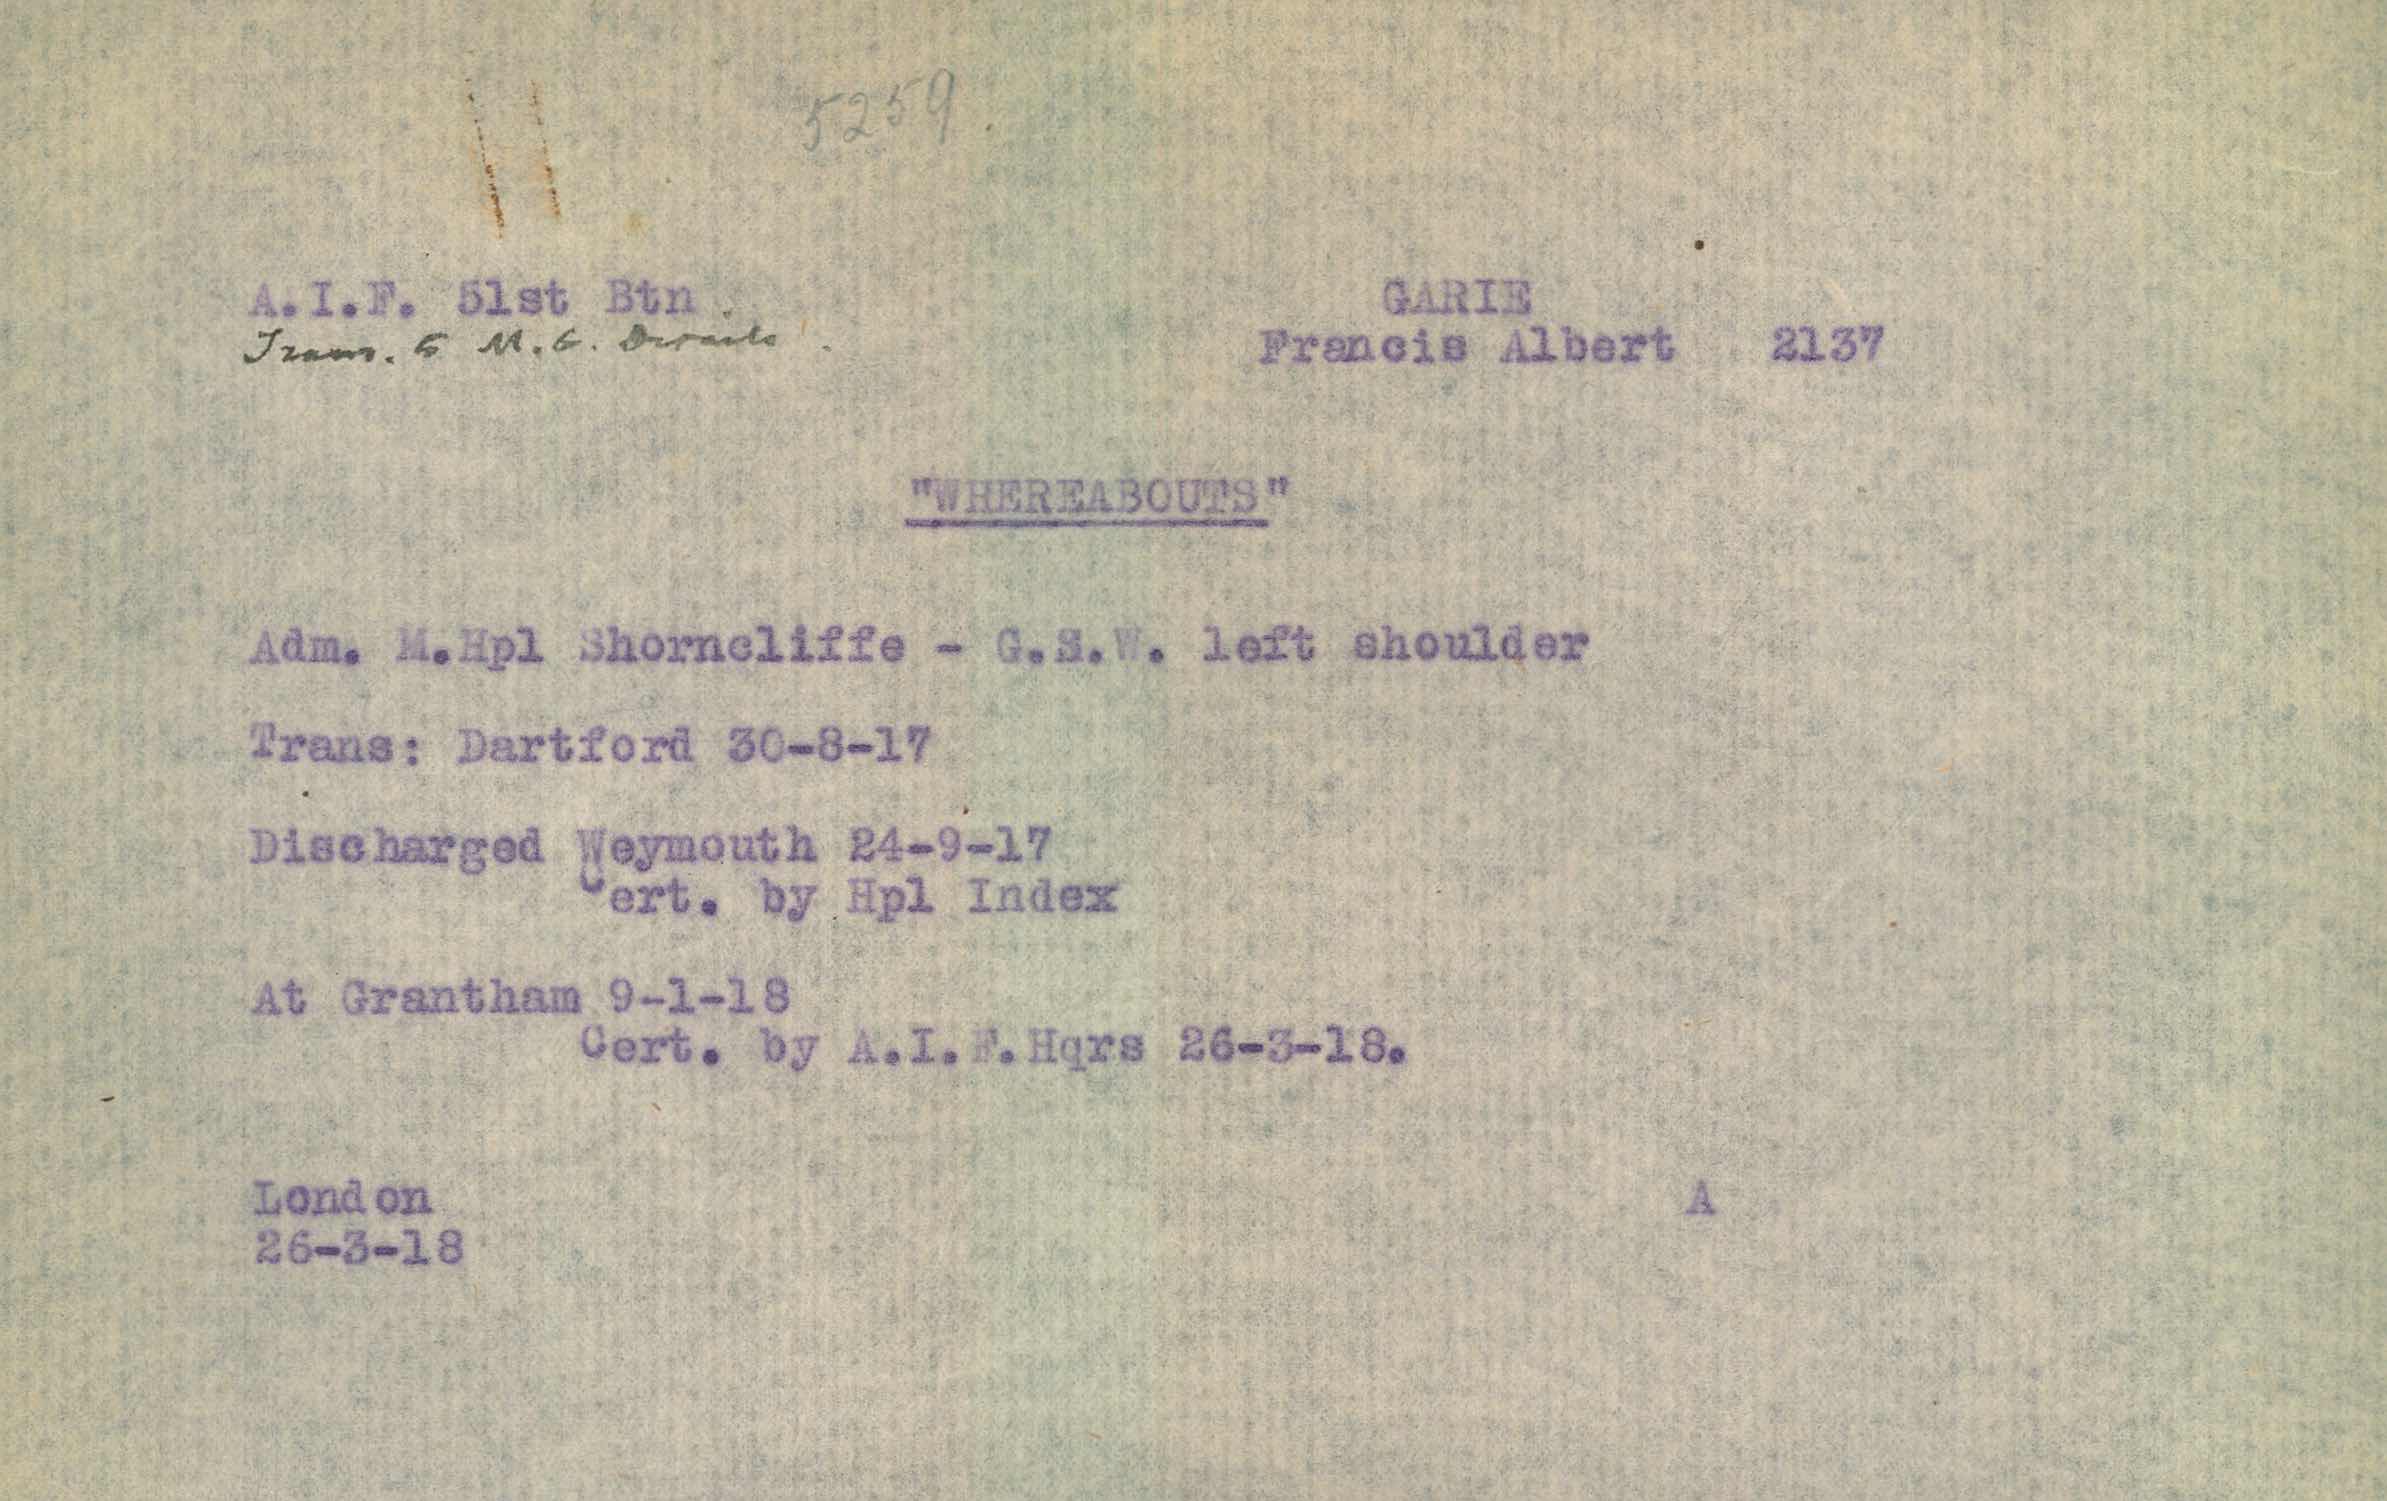 5259
A.I.F. 51st Btn GARIE
Trans. to M.G. Details. Francis Albert 2137
"WHEREABOUTS"
Adm. M.Hpl Shorncliffe - G.S.W. left shoulder
Trans: Dartford 30-8-17
Discharged Weymouth 24-9-17
Cert. by Hpl Index
At Grantham 9-1-18
Cert. by A.I.F.Hqrs 26-3-18.
London A
26-3-18